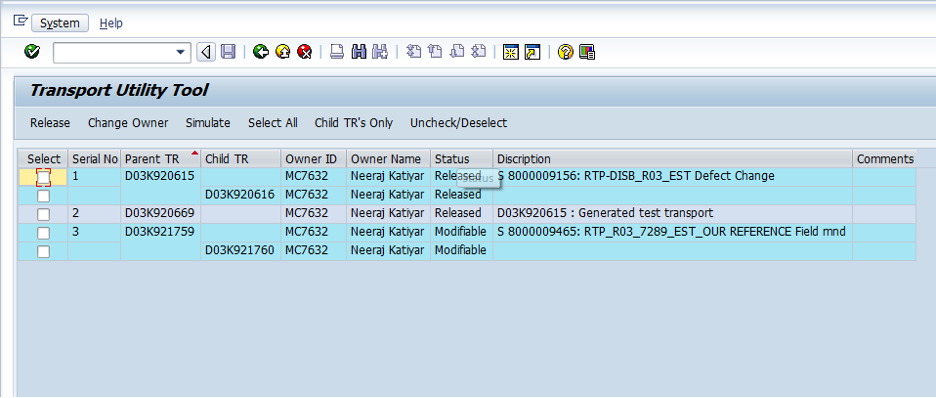 System Help
Transport Utility Tool
Release Change Owner Simulate Select All Child TR's Only Uncheck/Deselect
Select Serial No Parent TR Child TR Owner ID Owner Name Status Discription Comments
1 D03K920615 MC7632 Neeraj Katiyar Released S 8000009156: RTP-DISB_R03_EST Defect Change
Status
D03K920616 MC7632 Neeraj Katiyar Released
2 D03K920669 MC7632 Neeraj Katiyar Released D03K920615 : Generated test transport
3 D03K921759 MC7632 Neeraj Katiyar Modifiable S 8000009465: RTP_R03_7289_EST_OUR REFERENCE Field mnd
D03K921760 MC7632 Neeraj Katiyar Modifiable